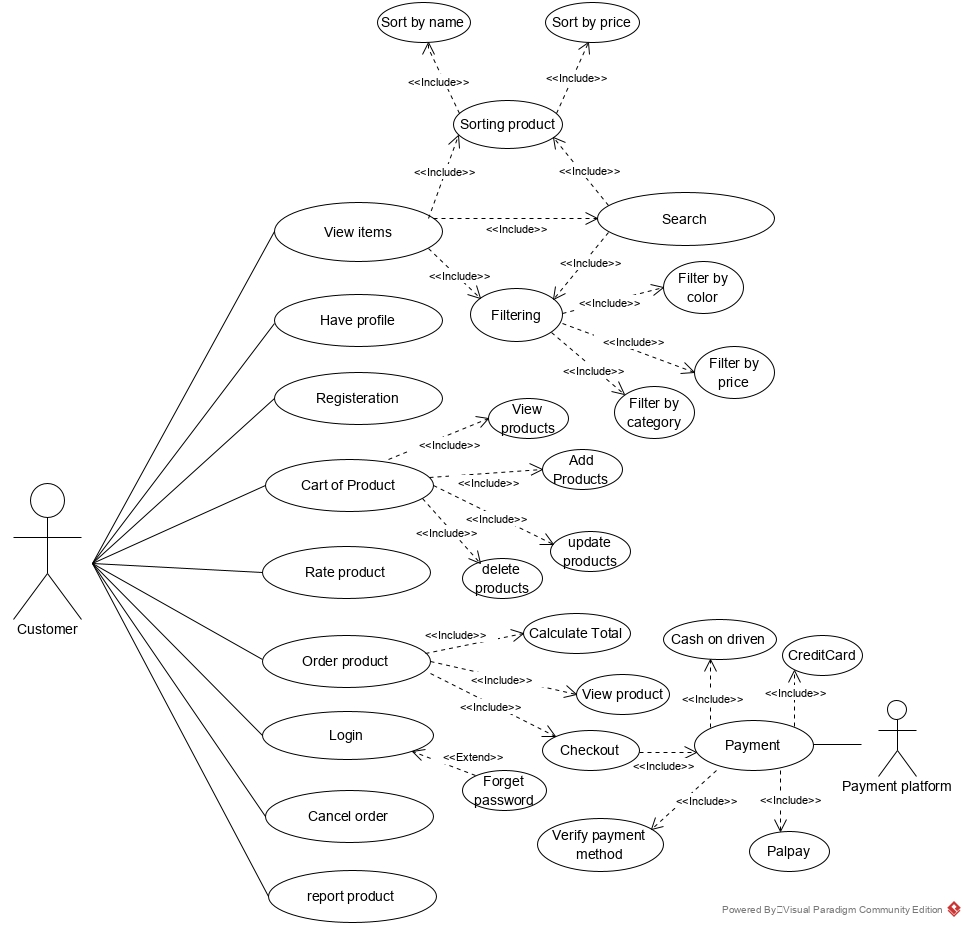 Sort by name
Sort by price
<<Include>>
<<Include>>
Sorting product
<<Include>>
<<Include>>
View items
<<Include>>
Search
<<Include>>
<<Include>>
Filter by
color
<<Include>>
Filtering
Have profile
<<Include>>
Filter by
price
<<Include>>
Filter by
category
Registeration
View
products
<<Include>>
Cart of Product
Add
Products
<<Include>>
<<Include>>
<<Include>>
update
products
delete
products
Rate product
Customer
Order product
<<Include>>
Calculate Total
Cash on driven
CreditCard
<<Include>>
View product
<<Include>>
<<Include>>
<<Include>>
Login
Checkout
<<Include>>
Payment
Payment platform
<<Extend>>
Forget
password
<<Include>>
<<Include>>
Cancel order
Verify payment
method
Palpay
report product
Powered By Visual Paradigm Community Edition